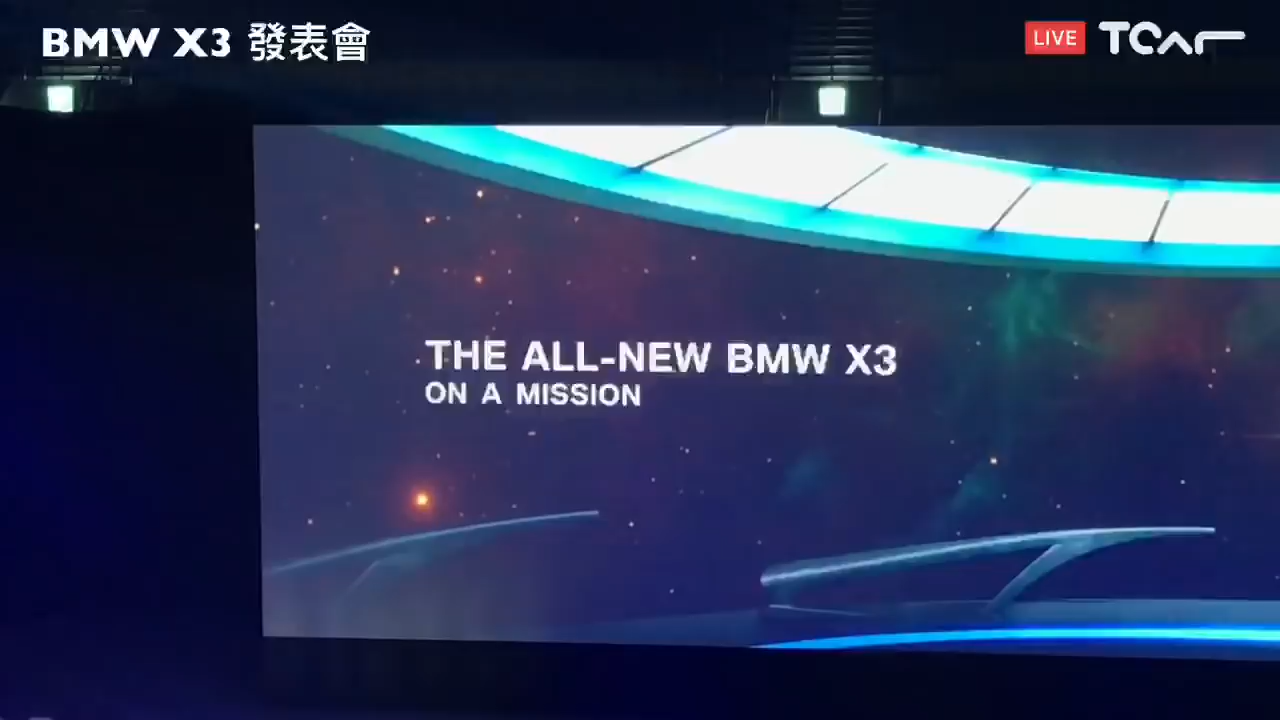 BMW X3 發表會
LIVE TCar
THE ALL-NEW BMW X3
ON A MISSION